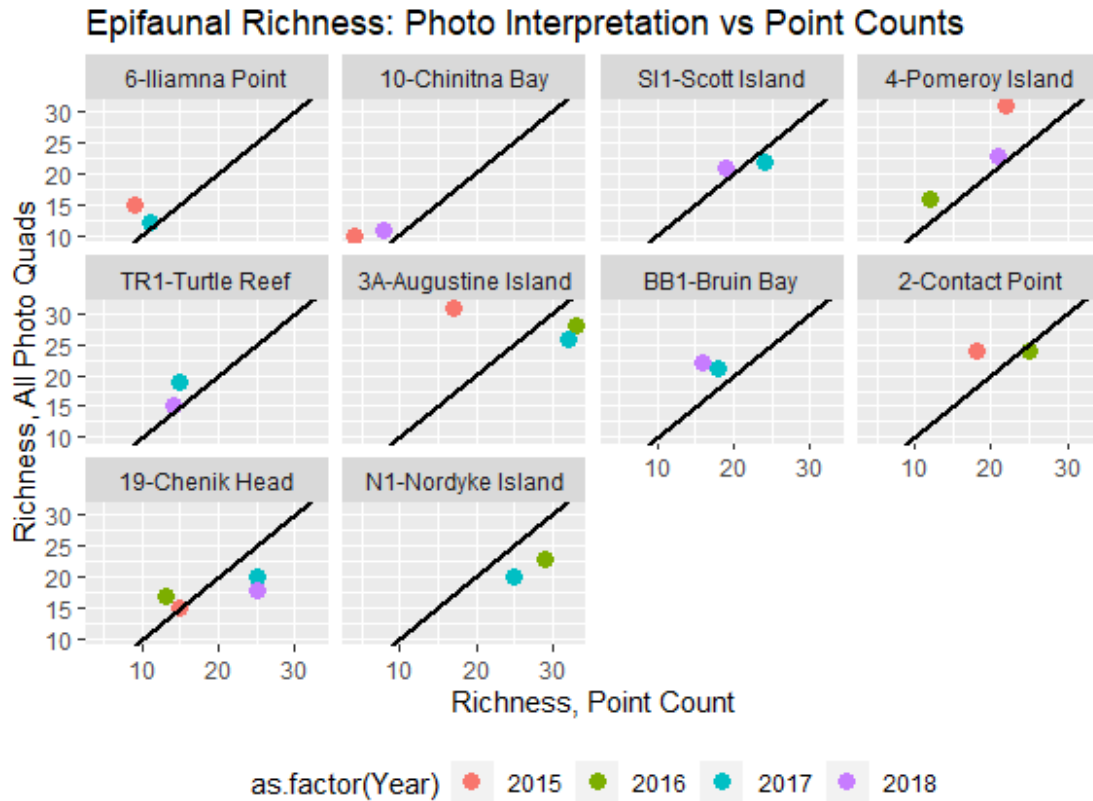 Epifaunal Richness: Photo Interpretation vs Point Counts
6-Iliamna Point
10-Chinitna Bay
SI1-Scott Island
4-Pomeroy Island
30
25
20
15
10
TR1-Turtle Reef
3A-Augustine Island
BB1-Bruin Bay
2-Contact Point
30
25
20
15
10
10 20 30
10 20 30
19-Chenik Head
N1-Nordyke Island
30
25
20
15
10
10 20 30
10 20 30
Richness, All Photo Quads
Richness, Point Count
as.factor(Year) 2015 2016 2017 2018